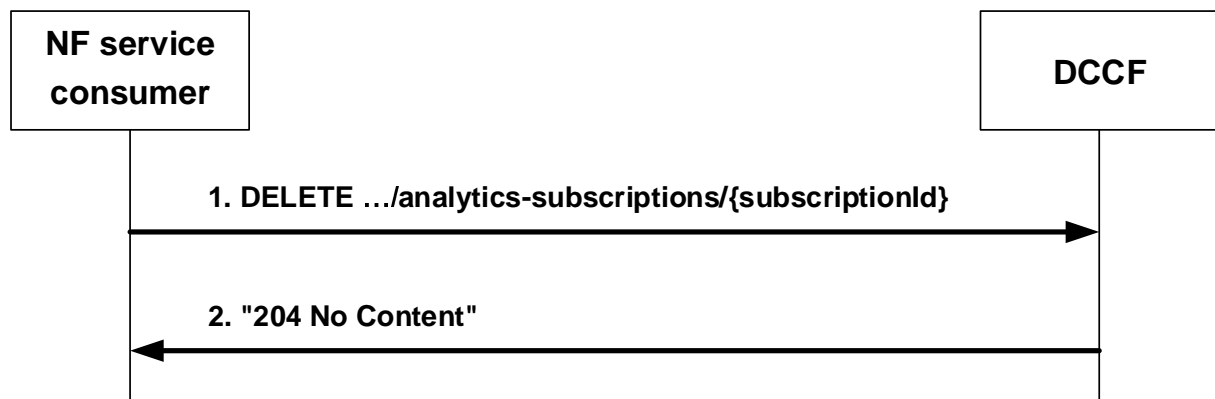 NF service
consumer
DCCF
1. DELETE …/analytics-subscriptions/{subscriptionId}
2. "204 No Content"